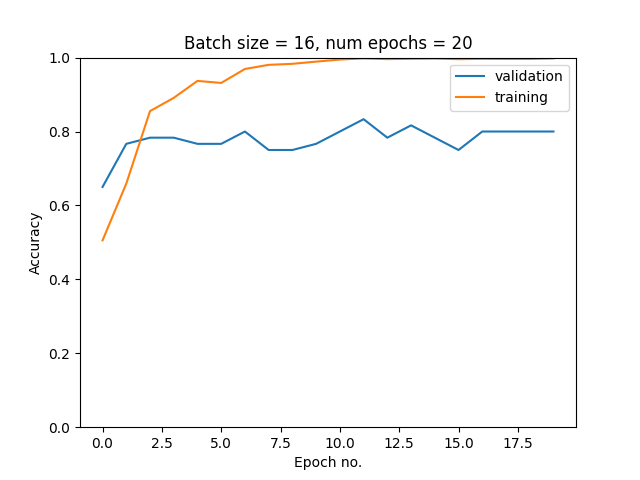 Batch size = 16, num epochs = 20
1.0
0.8
0.6
0.4
0.2
0.0
Accuracy
validation
training
0.0 2.5 5.0 7.5 10.0 12.5 15.0 17.5
Epoch no.